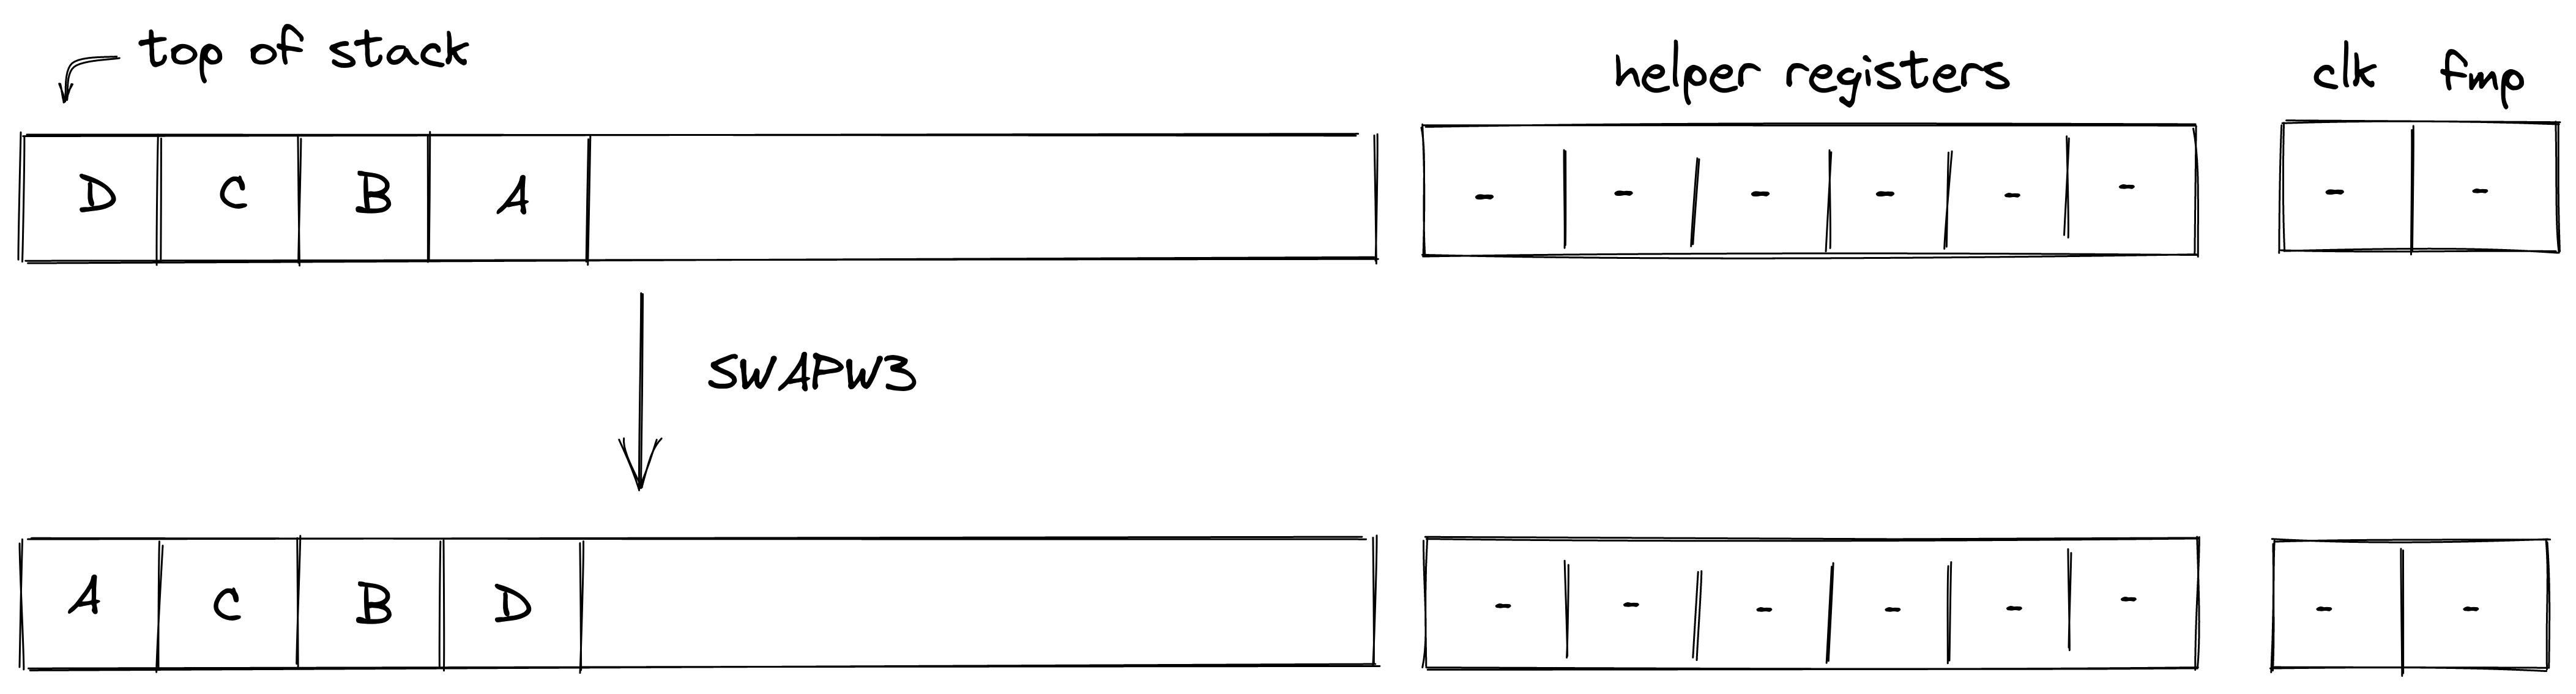 top of stack
helper registers
clk fmp
D C B A
- - - - - -
- -
SWAPW3
A C B D
- - - - - -
- -